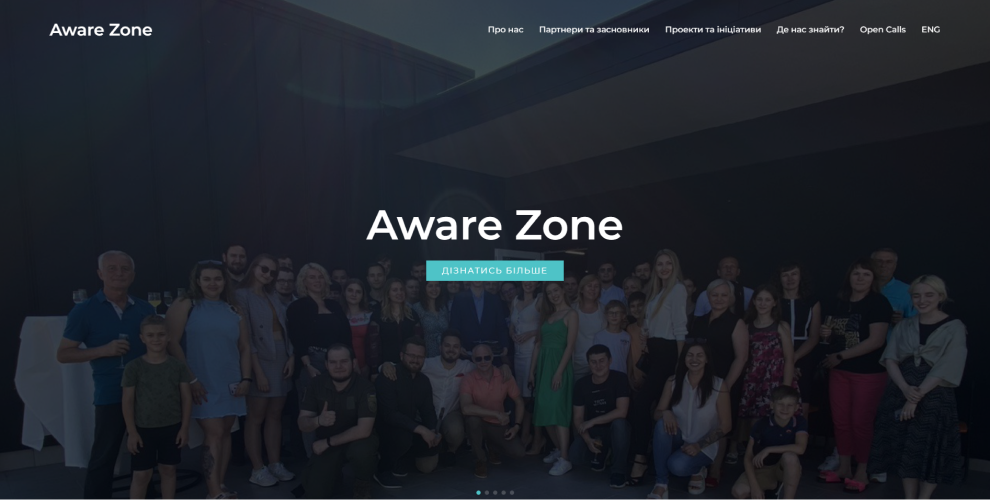 Aware Zone
Про нас Партнери та засновники Проекти та ініціативи Де нас знайти? Open Calls ENG
Aware Zone
ДІЗНАТИСЬ БІЛЬШЕ